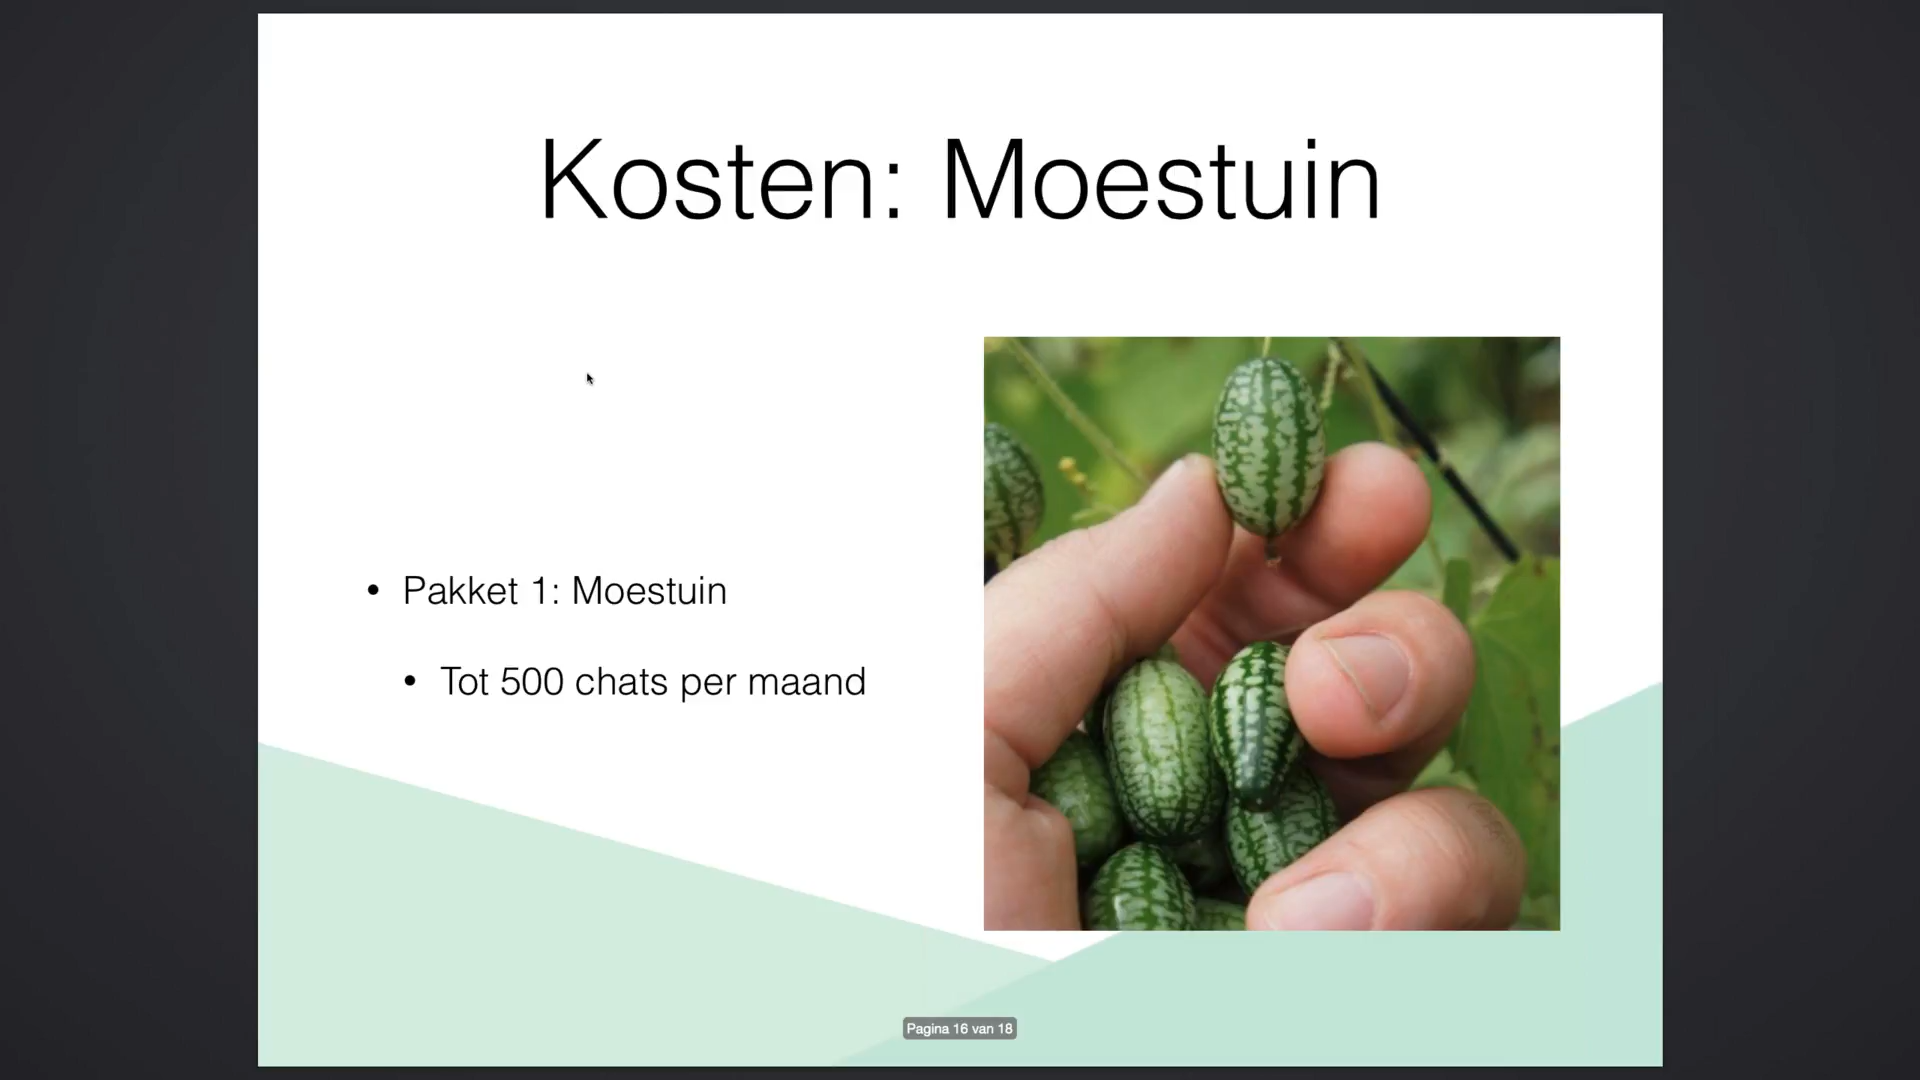 Kosten: Moestuin
Pakket 1: Moestuin
Tot 500 chats per maand
Pagina 16 van 18